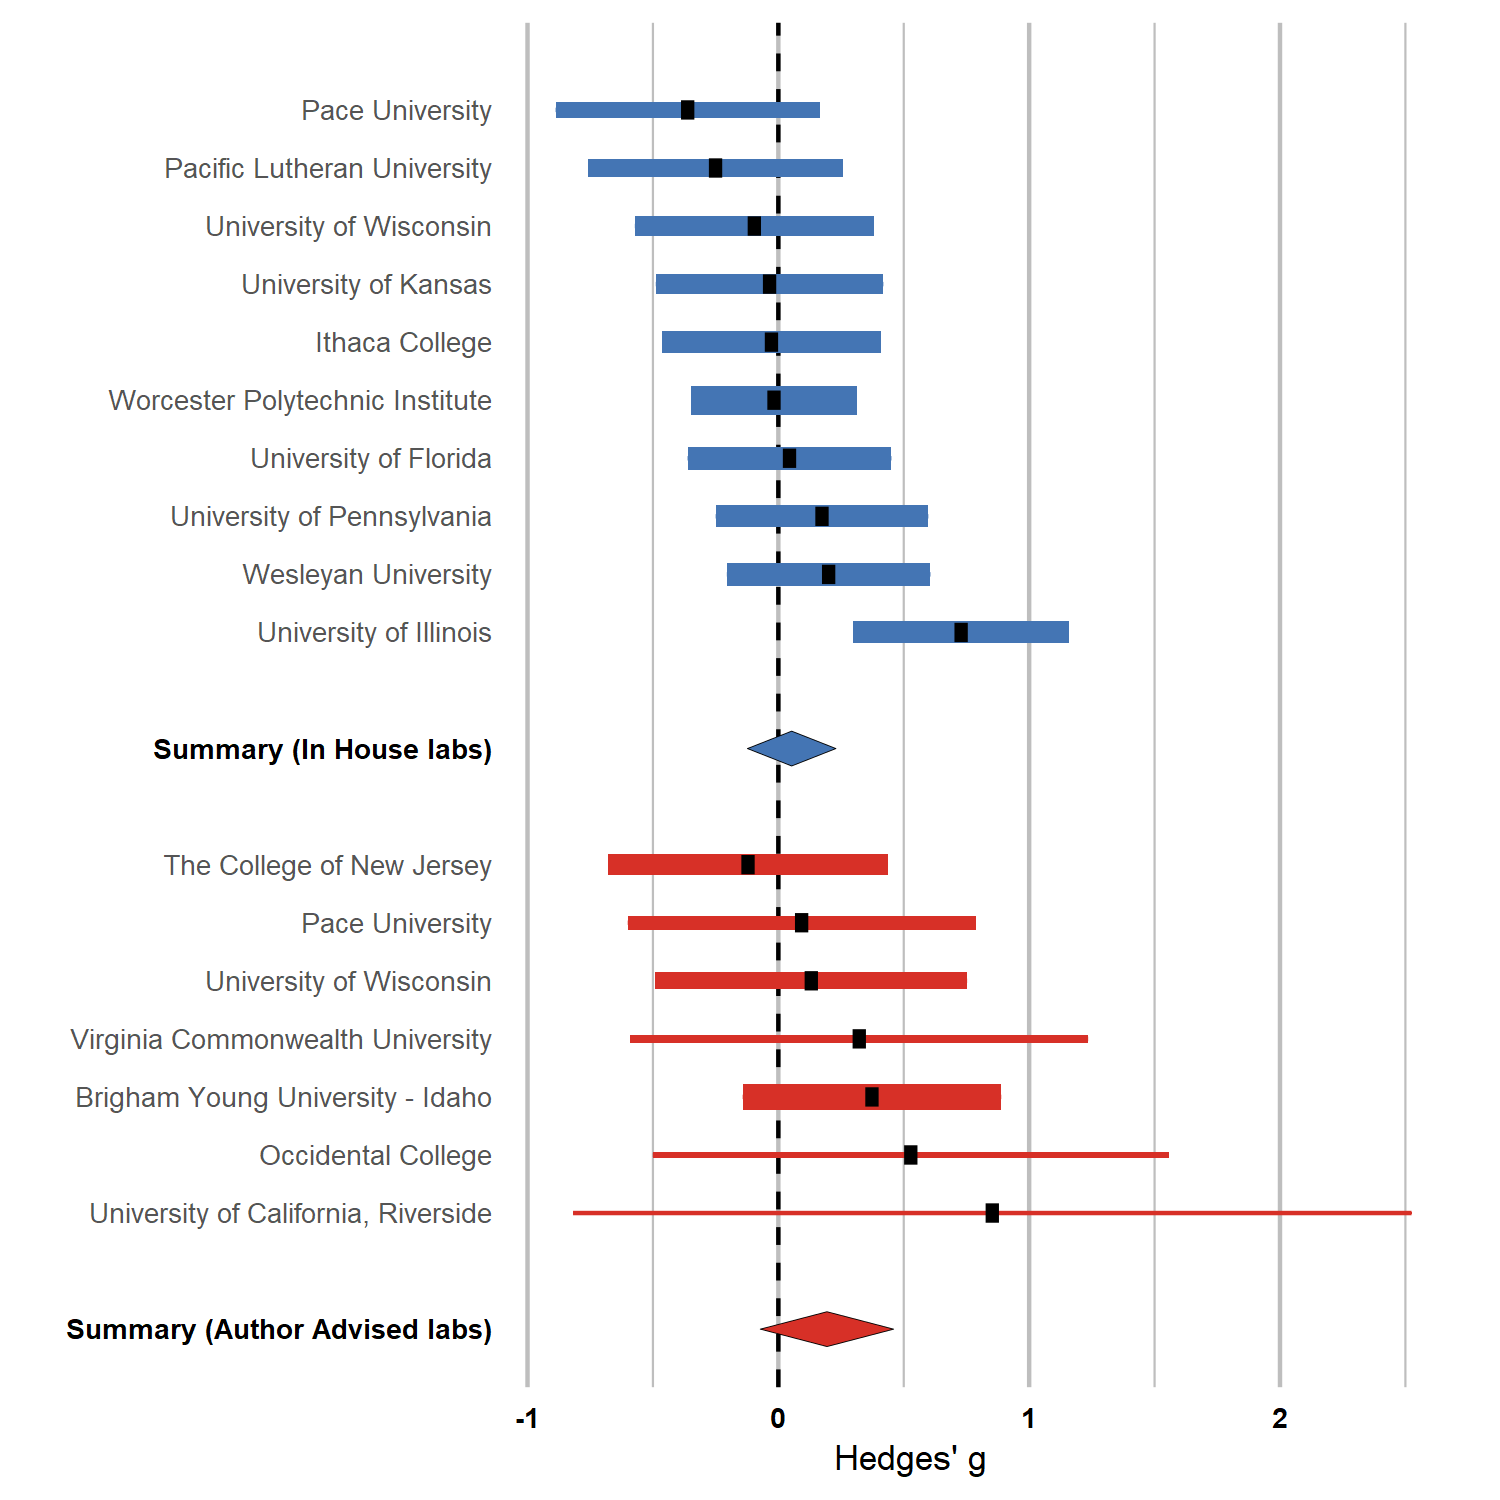 Pace University
Pacific Lutheran University
University of Wisconsin
University of Kansas
Ithaca College
Worcester Polytechnic Institute
University of Florida
University of Pennsylvania
Wesleyan University
University of Illinois
Summary (In House labs)
The College of New Jersey
Pace University
University of Wisconsin
Virginia Commonwealth University
Brigham Young University - Idaho
Occidental College
University of California, Riverside
Summary (Author Advised labs)
-1 0 1 2
Hedges' g